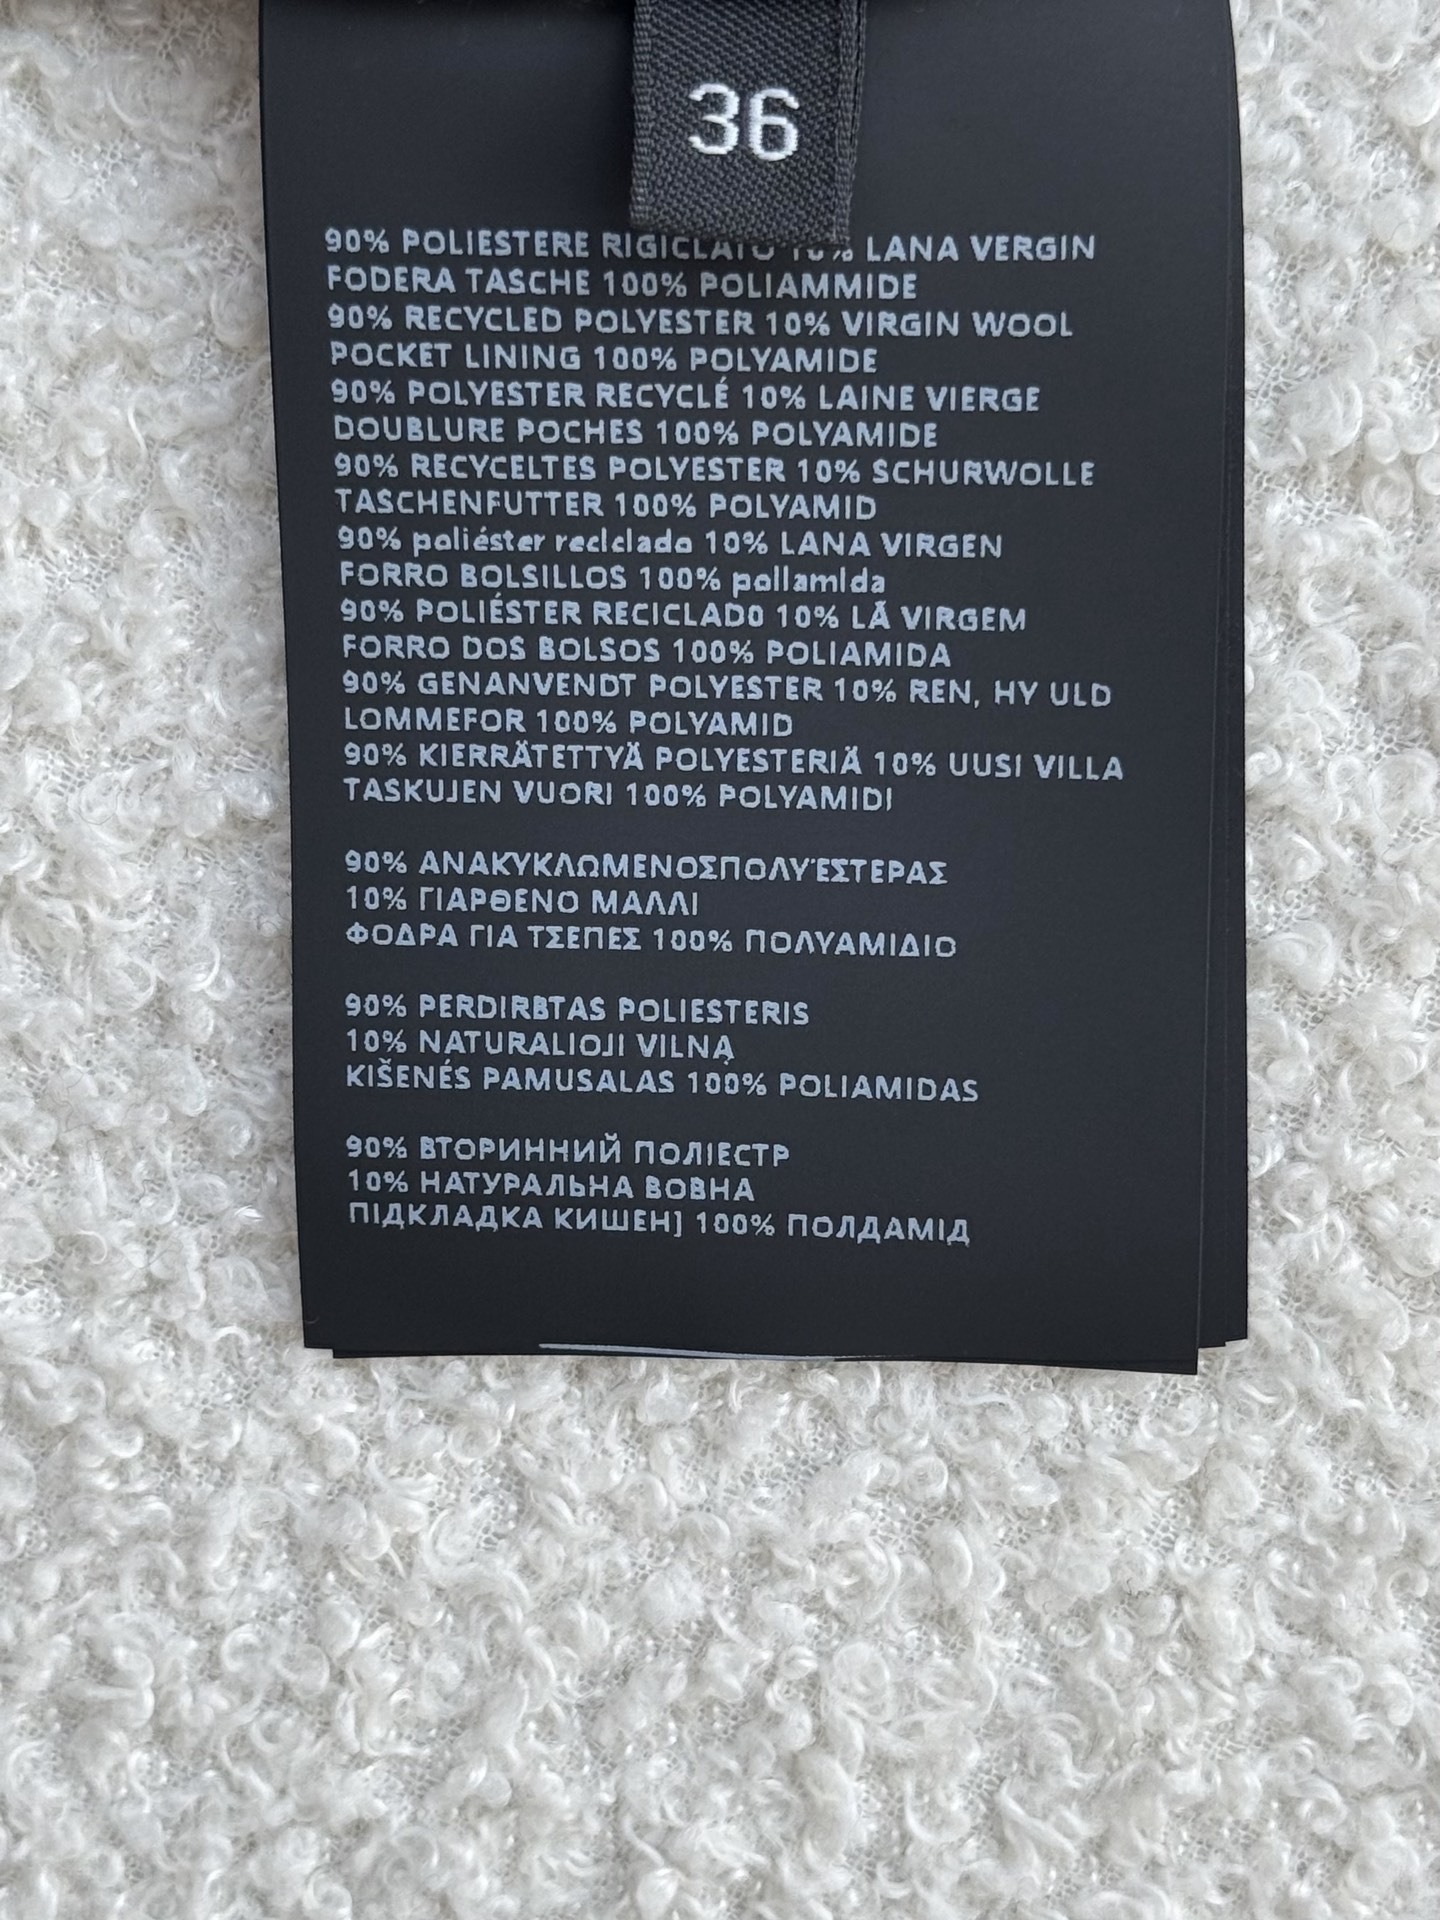 36
90% POLIESTERE RIGICLATO 10% LANA VERGIN
FODERA TASCHE 100% POLIAMMIDE
90% RECYCLED POLYESTER 10% VIRGIN WOOL
POCKET LINING 100% POLYAMIDE
90% POLYESTER RECYCLÉ 10% LAINE VIERGE
DOUBLURE POCHES 100% POLYAMIDE
90% RECYCELTES POLYESTER 10% SCHURWOLLE
TASCHENFUTTER 100% POLYAMID
90% poliéster reclclado 10% LANA VIRGEN
FORRO BOLSILLOS 100% pollamlda
90% POLIÉSTER RECICLADO 10% LÃ VIRGEM
FORRO DOS BOLSOS 100% POLIAMIDA
90% GENANVENDT POLYESTER 10% REN, HY ULD
LOMMEFOR 100% POLYAMID
90% KIERRÄTETTYÄ POLYESTERIÄ 10% UUSI VILLA
TASKUJEN VUORI 100% POLYAMIDI
90% ΑΝΑΚΥΚΛΩΜΕΝΟΣΠΟΛΥΈΣΤΕΡΑΣ
10% ΓΙΑΡΘΕΝΟ ΜΑΛΛΙ
ΦΟΔΡΑ ΓΙΑ ΤΣΕΠΕΣ 100% ΠΟΛΥΑΜΙΔΙΟ
90% PERDIRBTAS POLIESTERIS
10% NATURALIOJI VILNĄ
KIŠENÉS PAMUSALAS 100% POLIAMIDAS
90% ВТОРИННИЙ ПОЛІЕСТР
10% НАТУРАЛЬНА ВОВНА
ПІДКЛАДКА КИШЕН] 100% ПОЛДАМІД